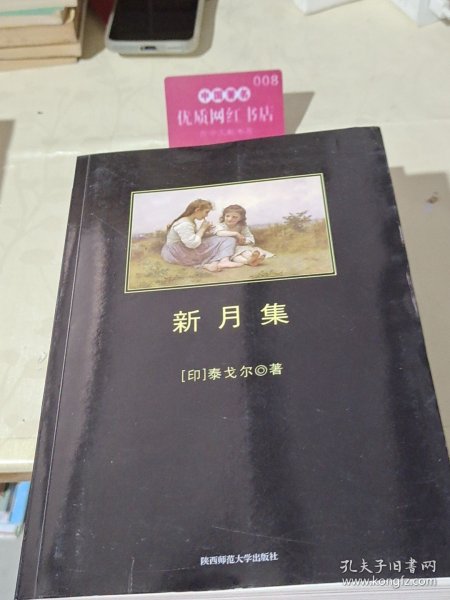 008
中国著名
优质网红书店
新月集
[印]泰戈尔◎著
陕西师范大学出版社
孔夫子旧书网
www.kongfz.com